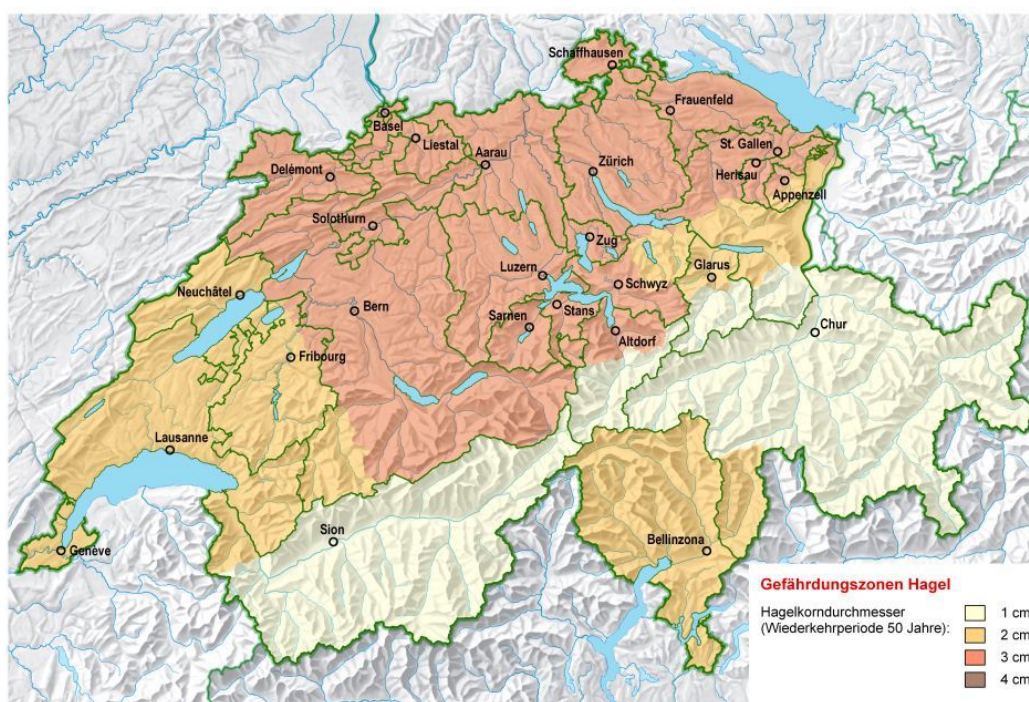 Schaffhausen
Frauenfeld
Basel
Liestal
Aarau
St. Gallen
Zürich
Herisau
Delémont
Appenzell
Solothurn
Zug
Luzern
Glarus
Schwyz
Neuchâtel
Bern
Stans
Sarnen
Altdorf
Chur
Fribourg
Lausanne
Sion
Genève
Bellinzona
Gefährdungszonen Hagel
Hagelkorndurchmesser
(Wiederkehrperiode 50 Jahre):
1 cm
2 cm
3 cm
4 cm